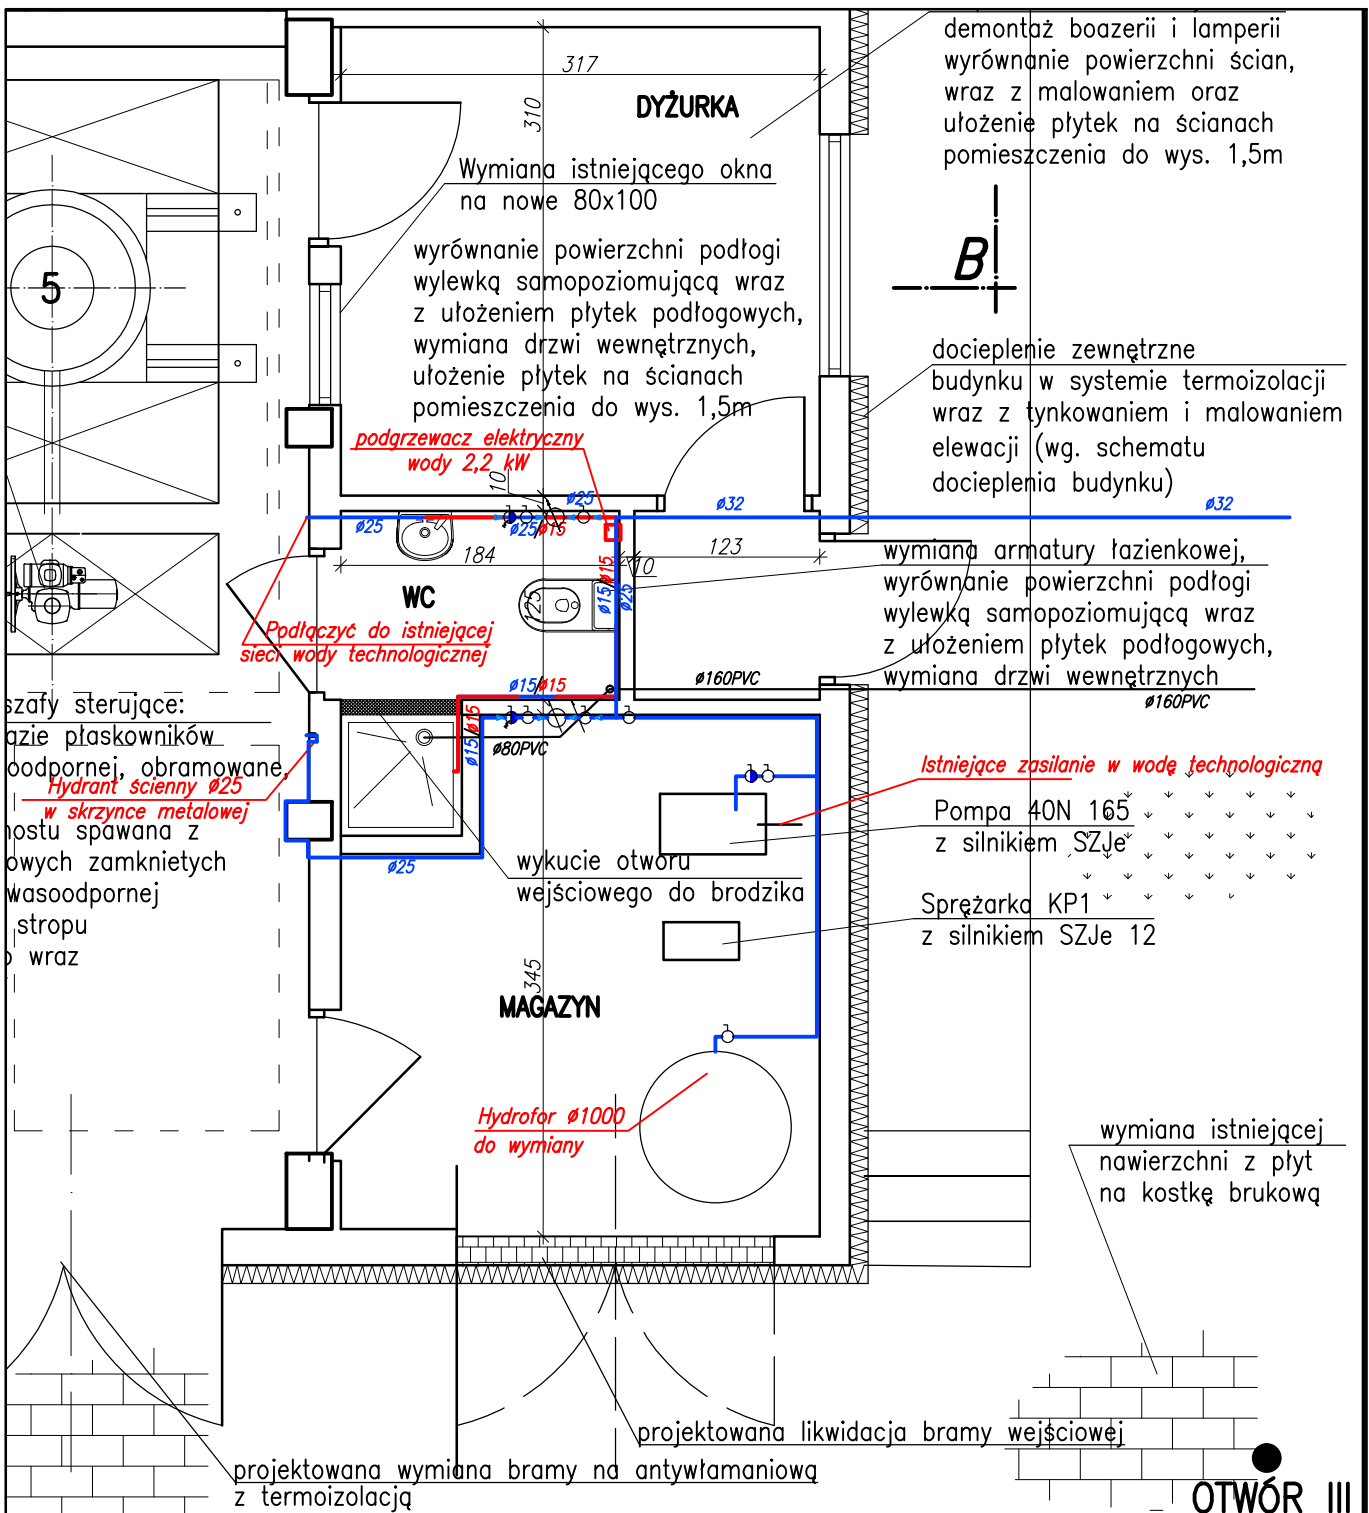 demontaż boazerii i lamperii
wyrównanie powierzchni ścian,
wraz z malowaniem oraz
ułożenie płytek na ścianach
pomieszczenia do wys. 1,5m
317
310
DYŻURKA
Wymiana istniejącego okna
na nowe 80x100
B
5
wyrównanie powierzchni podłogi
wylewką samopoziomującą wraz
z ułożeniem płytek podłogowych,
wymiana drzwi wewnętrznych,
ułożenie płytek na ścianach
pomieszczenia do wys. 1,5m
docieplenie zewnętrzne
budynku w systemie termoizolacji
wraz z tynkowaniem i malowaniem
elewacji (wg. schematu
docieplenia budynku)
podgrzewacz elektryczny
wody 2,2 kW
10
ø25
ø32
ø32
ø25
ø25
ø15
184
123
10
ø15
ø15
ø25
WC
125
wymiana armatury łazienkowej,
wyrównanie powierzchni podłogi
wylewką samopoziomującą wraz
z ułożeniem płytek podłogowych,
wymiana drzwi wewnętrznych
Podłączyć do istniejącej
sieci wody technologicznej
ø15
ø15
ø160PVC
ø160PVC
szafy sterujące:
azie płaskowników
oodpornej, obramowane,
Hydrant ścienny ø25
w skrzynce metalowej
nostu spawana z
owych zamknietych
wasoodpornej
stropu
o wraz
ø15
ø15
ø80PVC
ø25
Istniejące zasilanie w wodę technologiczną
Pompa 40N 165
z silnikiem SZJe
wykucie otworu
wejściowego do brodzika
Sprężarka KP1
z silnikiem SZJe 12
345
MAGAZYN
Hydrofor ø1000
do wymiany
wymiana istniejącej
nawierzchni z płyt
na kostkę brukową
projektowana likwidacja bramy wejściowej
projektowana wymiana bramy na antywłamaniową
z termoizolacją
OTWÓR III